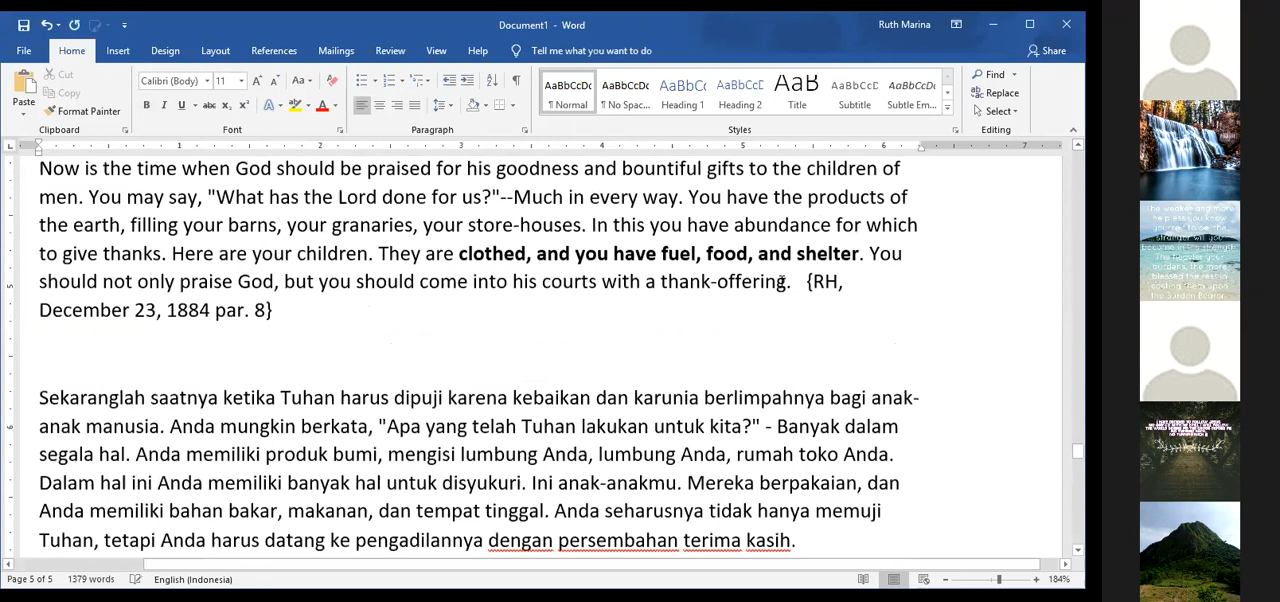 Document1 - Word
Ruth Marina
File Home Insert Design Layout References Mailings Review View Help Tell me what you want to do Share
Paste
Cut
Copy
Format Painter
Calibri (Body) 11
Aa
B I U abc X₂ X²
AaBbCcDc AaBbCcDc AaBbCc AaBbCcD AaB AaBbCcD AaBbCcDc
¶ Normal ¶ No Spac... Heading 1 Heading 2 Title Subtitle Subtle Em...
Find
Replace
Select
Clipboard Font Paragraph Styles Editing
1 2 3 4 5 6 7
Now is the time when God should be praised for his goodness and bountiful gifts to the children of
men. You may say, "What has the Lord done for us?"--Much in every way. You have the products of
the earth, filling your barns, your granaries, your store-houses. In this you have abundance for which
to give thanks. Here are your children. They are clothed, and you have fuel, food, and shelter. You
should not only praise God, but you should come into his courts with a thank-offering. {RH,
December 23, 1884 par. 8}
Sekaranglah saatnya ketika Tuhan harus dipuji karena kebaikan dan karunia berlimpahnya bagi anak-
anak manusia. Anda mungkin berkata, "Apa yang telah Tuhan lakukan untuk kita?" - Banyak dalam
segala hal. Anda memiliki produk bumi, mengisi lumbung Anda, lumbung Anda, rumah toko Anda.
Dalam hal ini Anda memiliki banyak hal untuk disyukuri. Ini anak-anakmu. Mereka berpakaian, dan
Anda memiliki bahan bakar, makanan, dan tempat tinggal. Anda seharusnya tidak hanya memuji
Tuhan, tetapi Anda harus datang ke pengadilannya dengan persembahan terima kasih.
Page 5 of 5 1379 words English (Indonesia) 184%